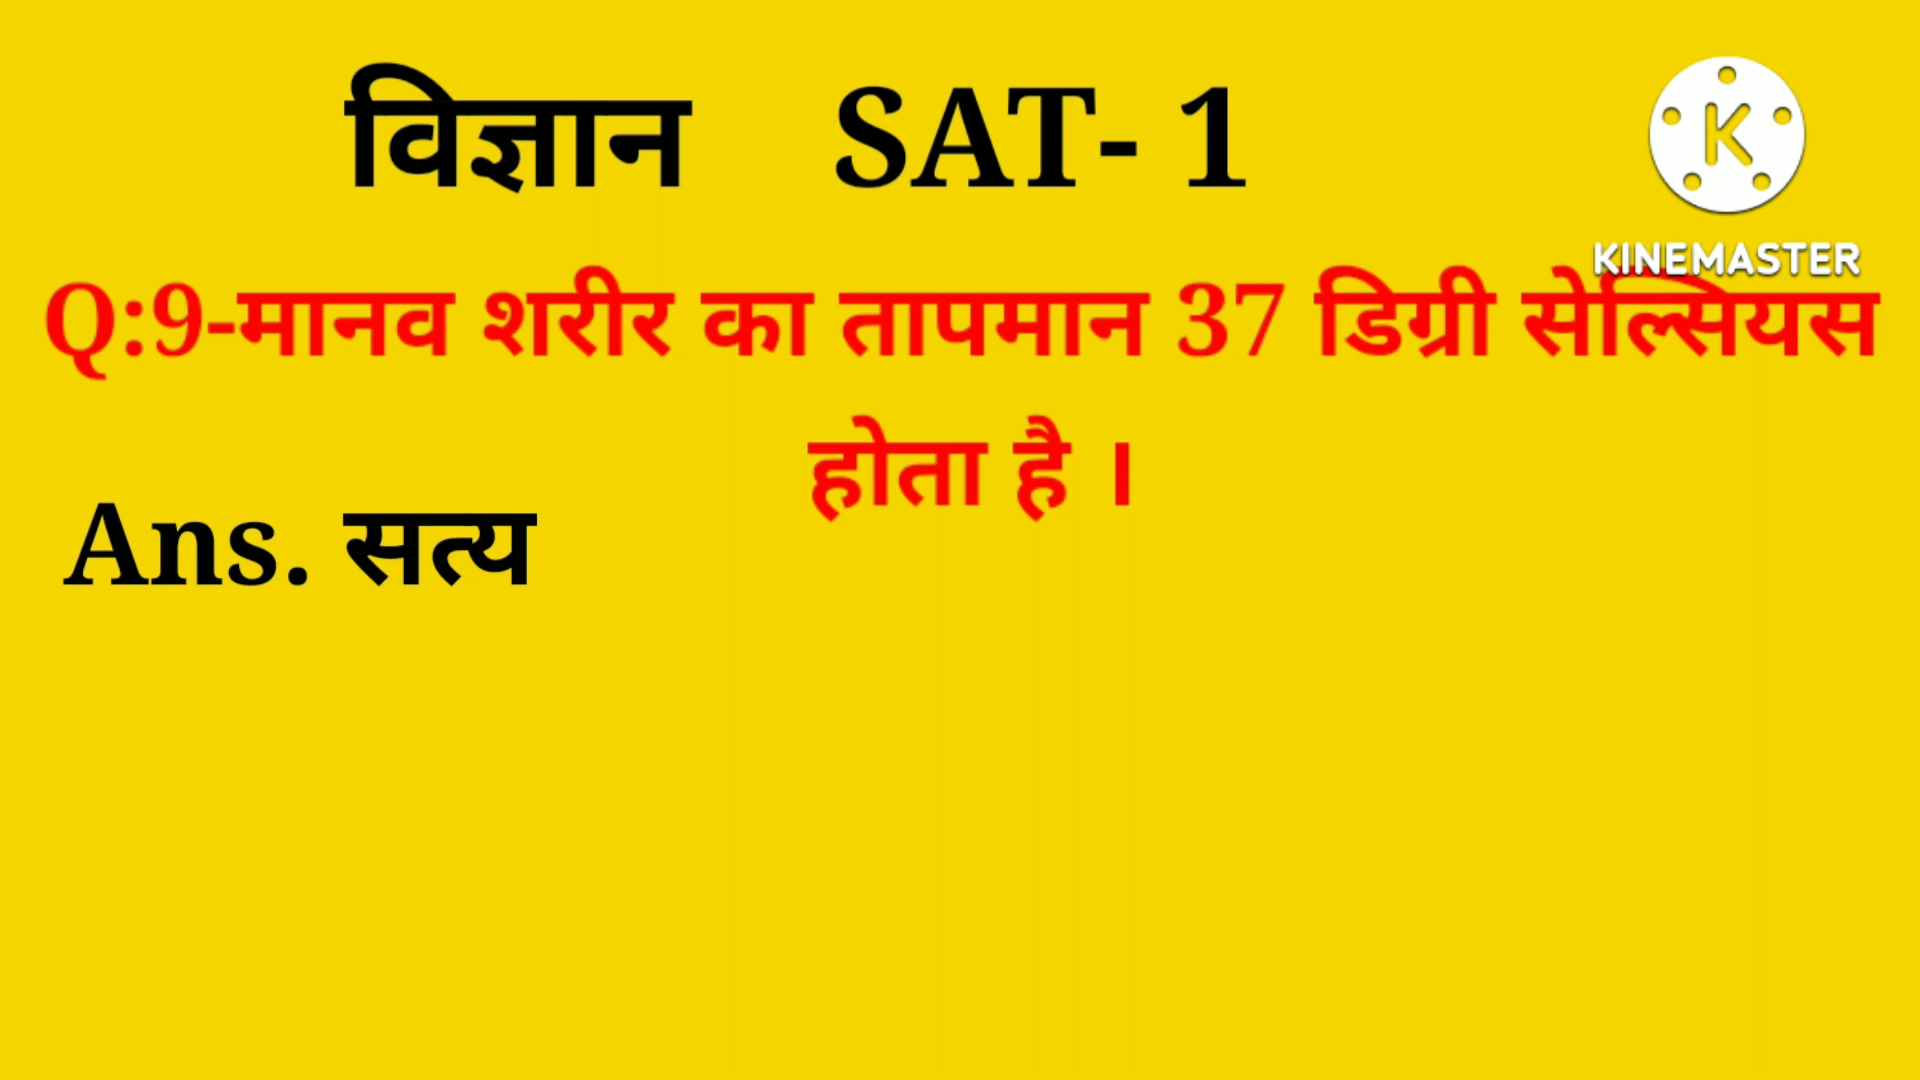 विज्ञान SAT- 1
K
KINEMASTER
Q:9-मानव शरीर का तापमान 37 डिग्री सेल्सियस
होता है ।
Ans. सत्य